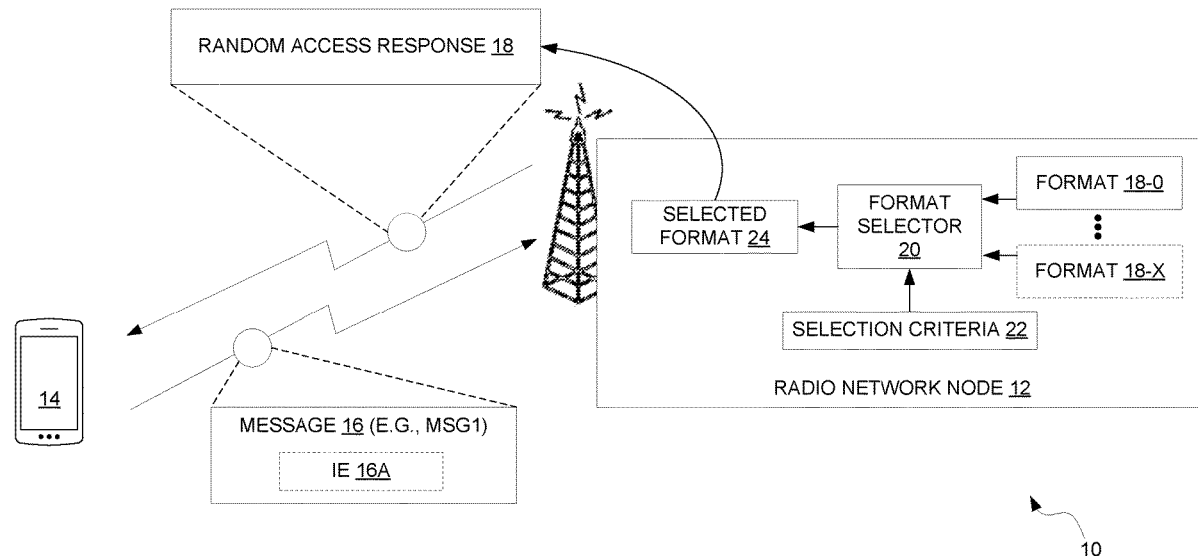 RANDOM ACCESS RESPONSE 18
FORMAT 18-0
SELECTED
FORMAT 24
FORMAT
SELECTOR
20
FORMAT 18-X
SELECTION CRITERIA 22
RADIO NETWORK NODE 12
14
MESSAGE 16 (E.G., MSG1)
IE 16A
10